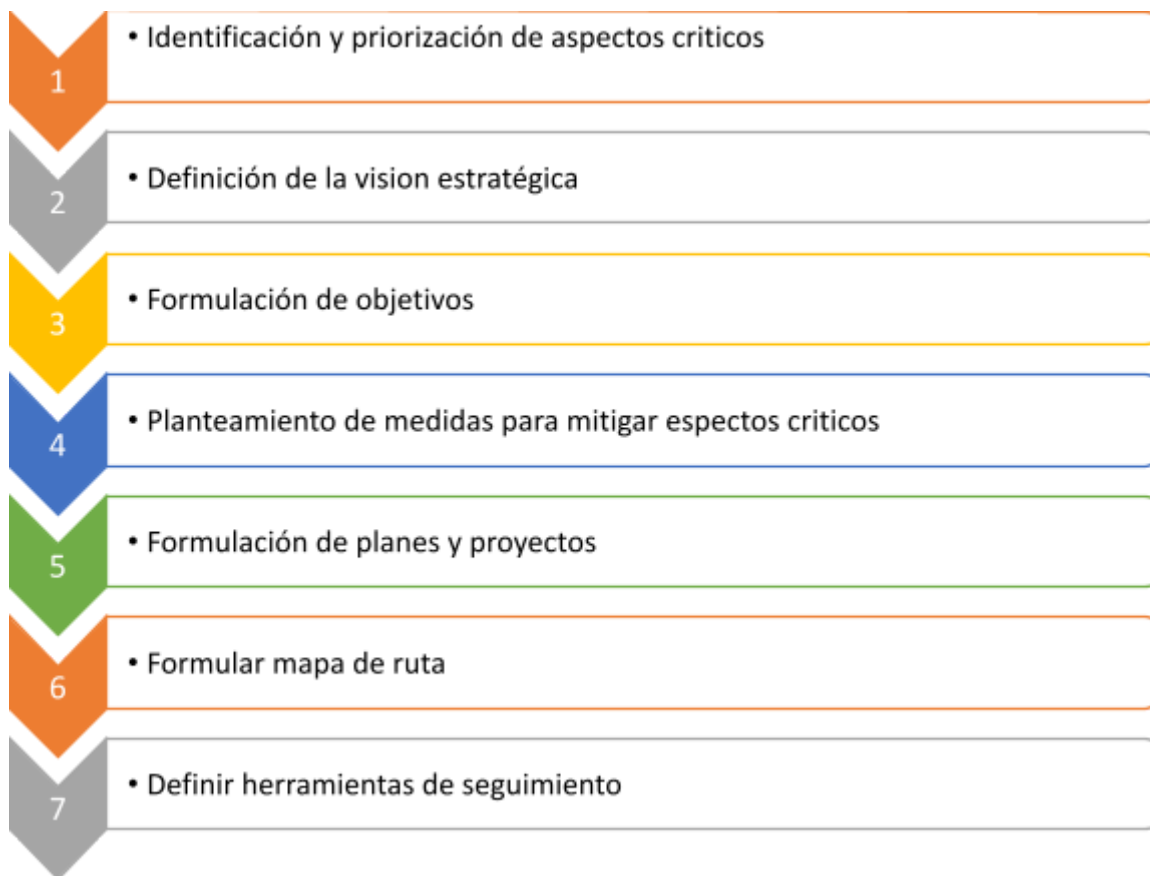 • Identificación y priorización de aspectos criticos
1
• Definición de la vision estratégica
2
• Formulación de objetivos
3
• Planteamiento de medidas para mitigar espectos criticos
4
• Formulación de planes y proyectos
5
• Formular mapa de ruta
6
• Definir herramientas de seguimiento
7